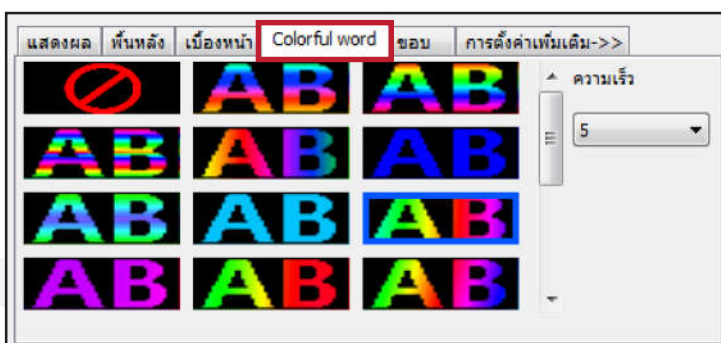 แสดงผล พื้นหลัง เบื้องหน้า Colorful word ขอบ การตั้งค่าเพิ่มเติม->>
ความเร็ว
AB AB
5
AB AB AB
AB AB AB
AB AB AB